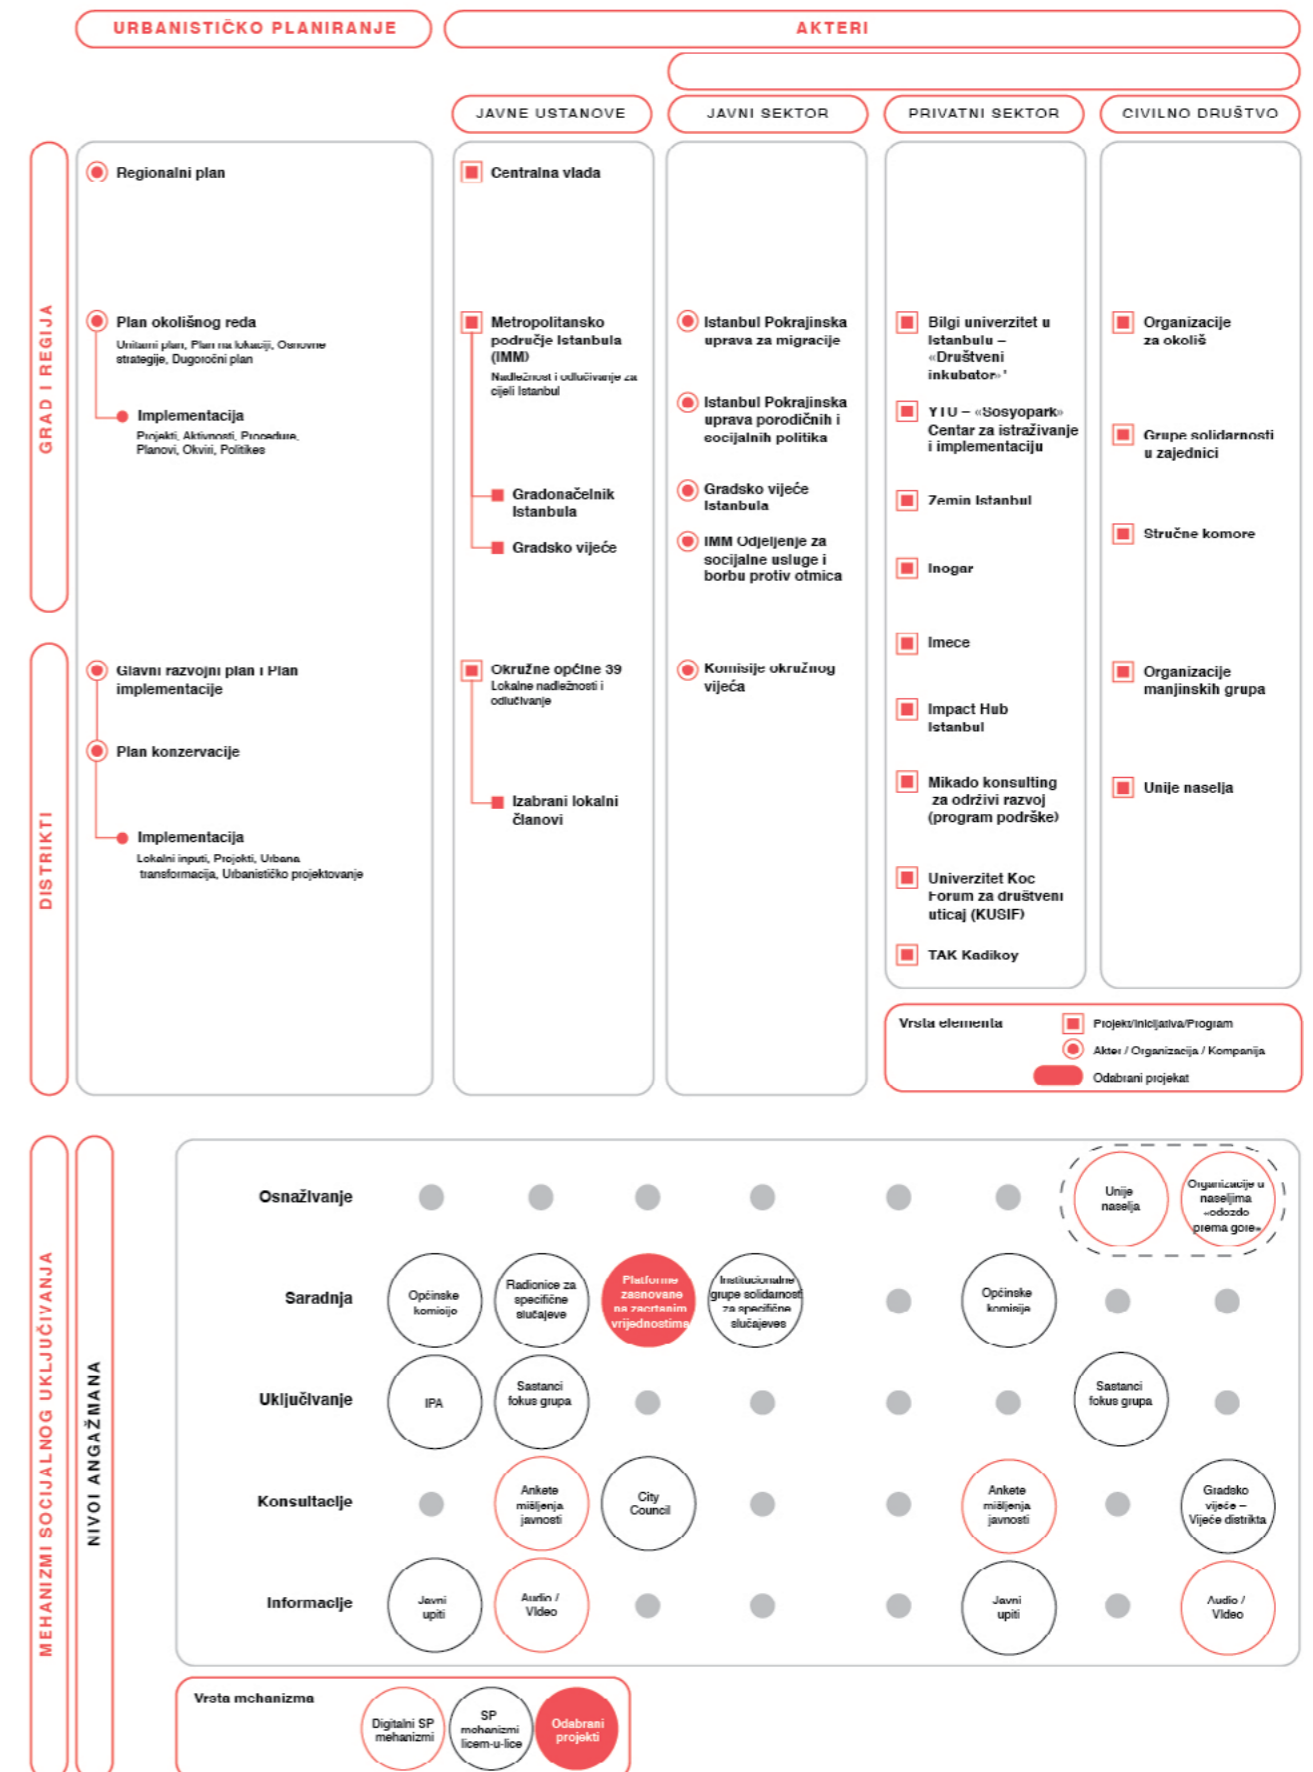 URBANISTIČKO PLANIRANJE
AKTERI
JAVNE USTANOVE
JAVNI SEKTOR
PRIVATNI SEKTOR
CIVILNO DRUŠTVO
GRAD I REGIJA
Regionalni plan
Plan okolišnog reda
Unitarni plan, Plan na lokaciji, Osnovne
strategije, Dugoročni plan
Implementacija
Projekti, Aktivnosti, Procedure,
Planovi, Okviri, Politikes
DISTRIKTI
Glavni razvojni plan i Plan
implementacije
Plan konzervacije
Implementacija
Lokalni inputi, Projekti, Urbana
transformacija, Urbanističko projektovanje
Centralna vlada
Metropolitansko
područje Istanbula
(IMM)
Nadležnost i odlučivanje za
cijeli Istanbul
Gradonačelnik
Istanbula
Gradsko vijeće
Okružne općine 39
Lokalne nadležnosti i
odlučivanje
Izabrani lokalni
članovi
Istanbul Pokrajinska
uprava za migracije
Istanbul Pokrajinska
uprava porodičnih i
socijalnih politika
Gradsko vijeće
Istanbula
IMM Odjeljenje za
socijalne usluge i
borbu protiv otmica
Komisije okružnog
vijeća
Bilgi univerzitet u
Istanbulu –
«Društveni
inkubator»'
YTU – «Sosyopark»
Centar za istraživanje
i implementaciju
Zemin Istanbul
Inogar
Imece
Impact Hub
Istanbul
Mikado konsulting
za održivi razvoj
(program podrške)
Univerzitet Koc
Forum za društveni
uticaj (KUSIF)
TAK Kadikoy
Organizacije
za okoliš
Grupe solidarnosti
u zajednici
Stručne komore
Organizacije
manjinskih grupa
Unije naselja
Vrsta elementa
Projekt/Inicijativa/Program
Akter / Organizacija / Kompanija
Odabrani projekat
MEHANIZMI SOCIJALNOG UKLJUČIVANJA
NIVOI ANGAŽMANA
Osnaživanje
Unije
naselja
Organizacije u
naseljima
«odozdo
prema gore»
Saradnja
Općinske
komisije
Radionice za
specifične
slučajeve
Platforme
zasnovane
na zacrtanim
vrijednostima
Institucionalne
grupe solidarnost
za specifične
slučajeves
Općinske
komisije
Uključivanje
IPA
Sastanci
fokus grupa
Sastanci
fokus grupa
Konsultacije
Ankete
mišljenja
javnosti
City
Council
Ankete
mišljenja
javnosti
Gradsko
vijeće –
Vijeće distrikta
Informacije
Javni
upiti
Audio /
VIdeo
Javni
upiti
Audio /
VIdeo
Vrsta mehanizma
Digitalni SP
mehanizmi
SP
mehanizmi
licem-u-lice
Odabrani
projekti